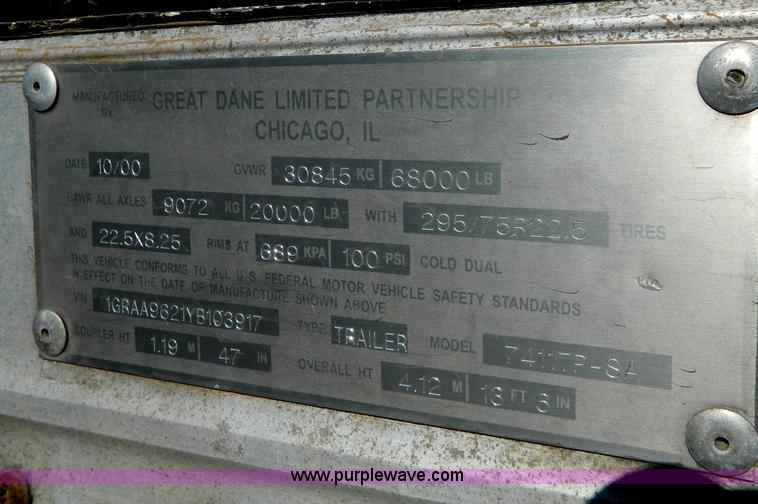 MANUFACTURED BY GREAT DANE LIMITED PARTNERSHIP
CHICAGO, IL
DATE 10/00 GVWR 30845 KG 68000 LB
GAWR ALL AXLES 9072 KG 20000 LB WITH 295/75R22.5 TIRES
AND 22.5X8.25 RIMS AT 689 KPA 100 PSI COLD DUAL
THIS VEHICLE CONFORMS TO ALL U.S. FEDERAL MOTOR VEHICLE SAFETY STANDARDS
IN EFFECT ON THE DATE OF MANUFACTURE SHOWN ABOVE
VIN 1GRAA9621YB103917 TYPE TRAILER MODEL 7411TP-SA
COUPLER HT 1.19 M 47 IN OVERALL HT 4.12 M 13 FT 6 IN
www.purplewave.com